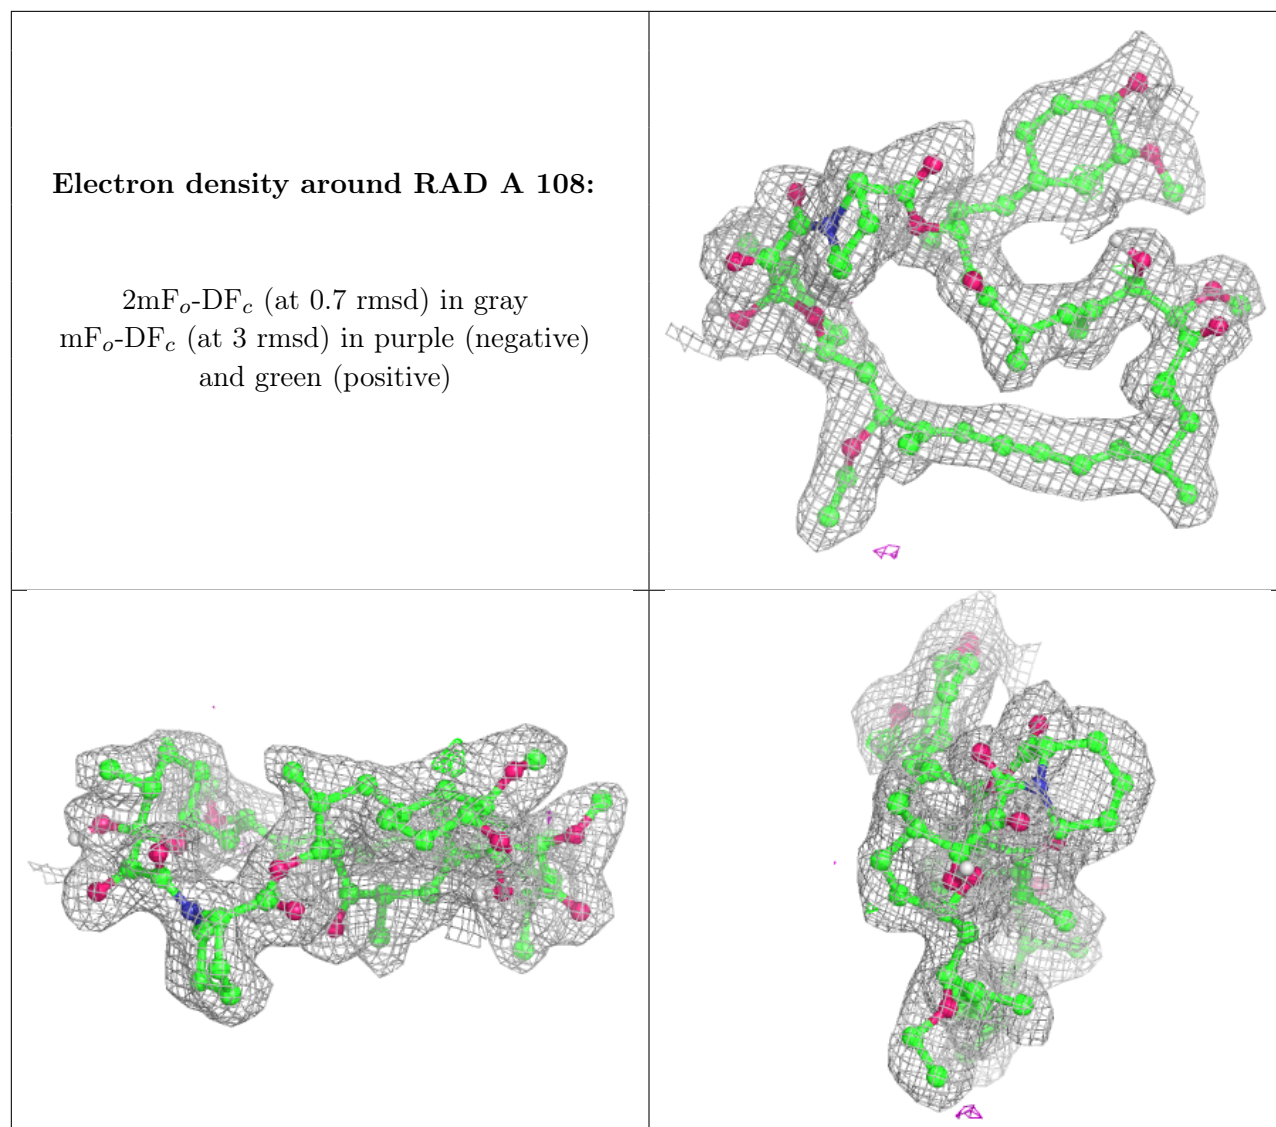 Electron density around RAD A 108:
2mFo-DFc (at 0.7 rmsd) in gray
mFo-DFc (at 3 rmsd) in purple (negative)
and green (positive)